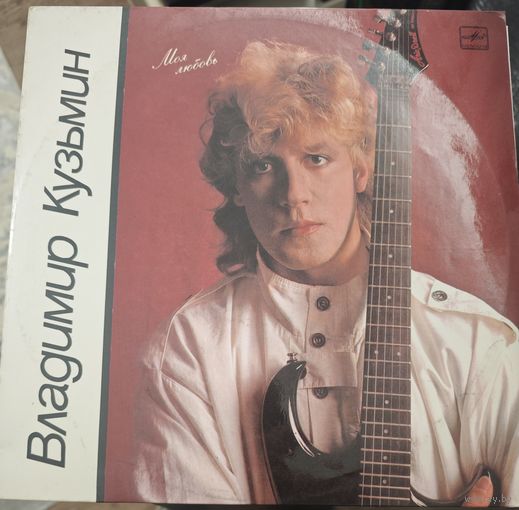 Владимир Кузьмин
Моя
любовь